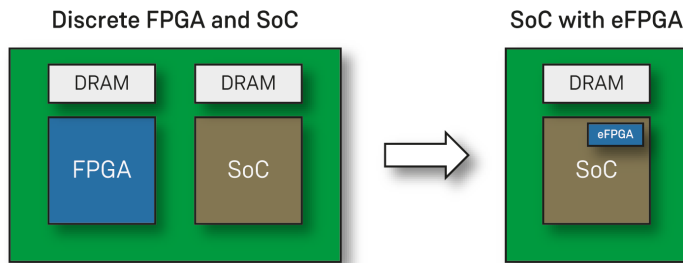 Discrete FPGA and SoC
SoC with eFPGA
DRAM
DRAM
FPGA
SoC
DRAM
eFPGA
SoC